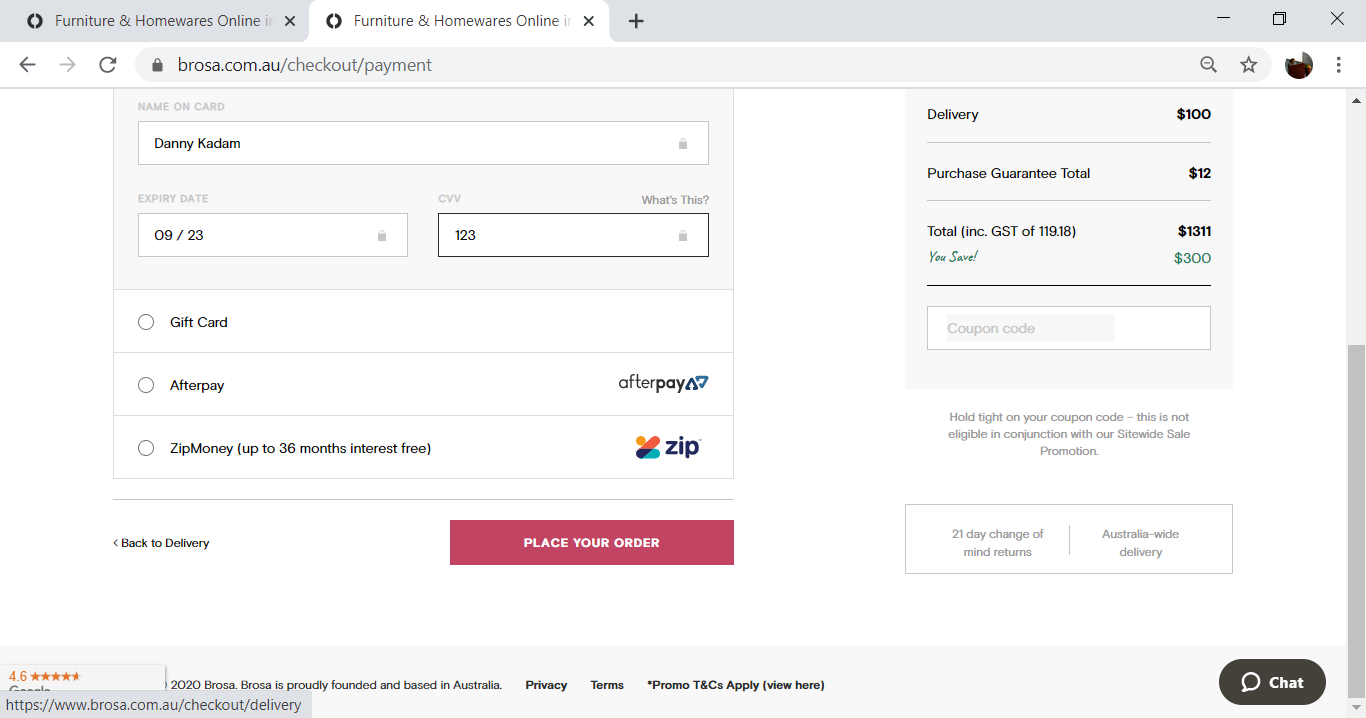 Furniture & Homewares Online in
Furniture & Homewares Online in
brosa.com.au/checkout/payment
NAME ON CARD
Danny Kadam
EXPIRY DATE
CVV
What's This?
09 / 23
123
Gift Card
Afterpay
afterpay
ZipMoney (up to 36 months interest free)
zip
< Back to Delivery
PLACE YOUR ORDER
Delivery
$100
Purchase Guarantee Total
$12
Total (inc. GST of 119.18)
$1311
You Save!
$300
Coupon code
Hold tight on your coupon code – this is not
eligible in conjunction with our Sitewide Sale
Promotion.
21 day change of
mind returns
Australia-wide
delivery
4.6
Google
2020 Brosa. Brosa is proudly founded and based in Australia.
Privacy
Terms
*Promo T&Cs Apply (view here)
Chat
https://www.brosa.com.au/checkout/delivery